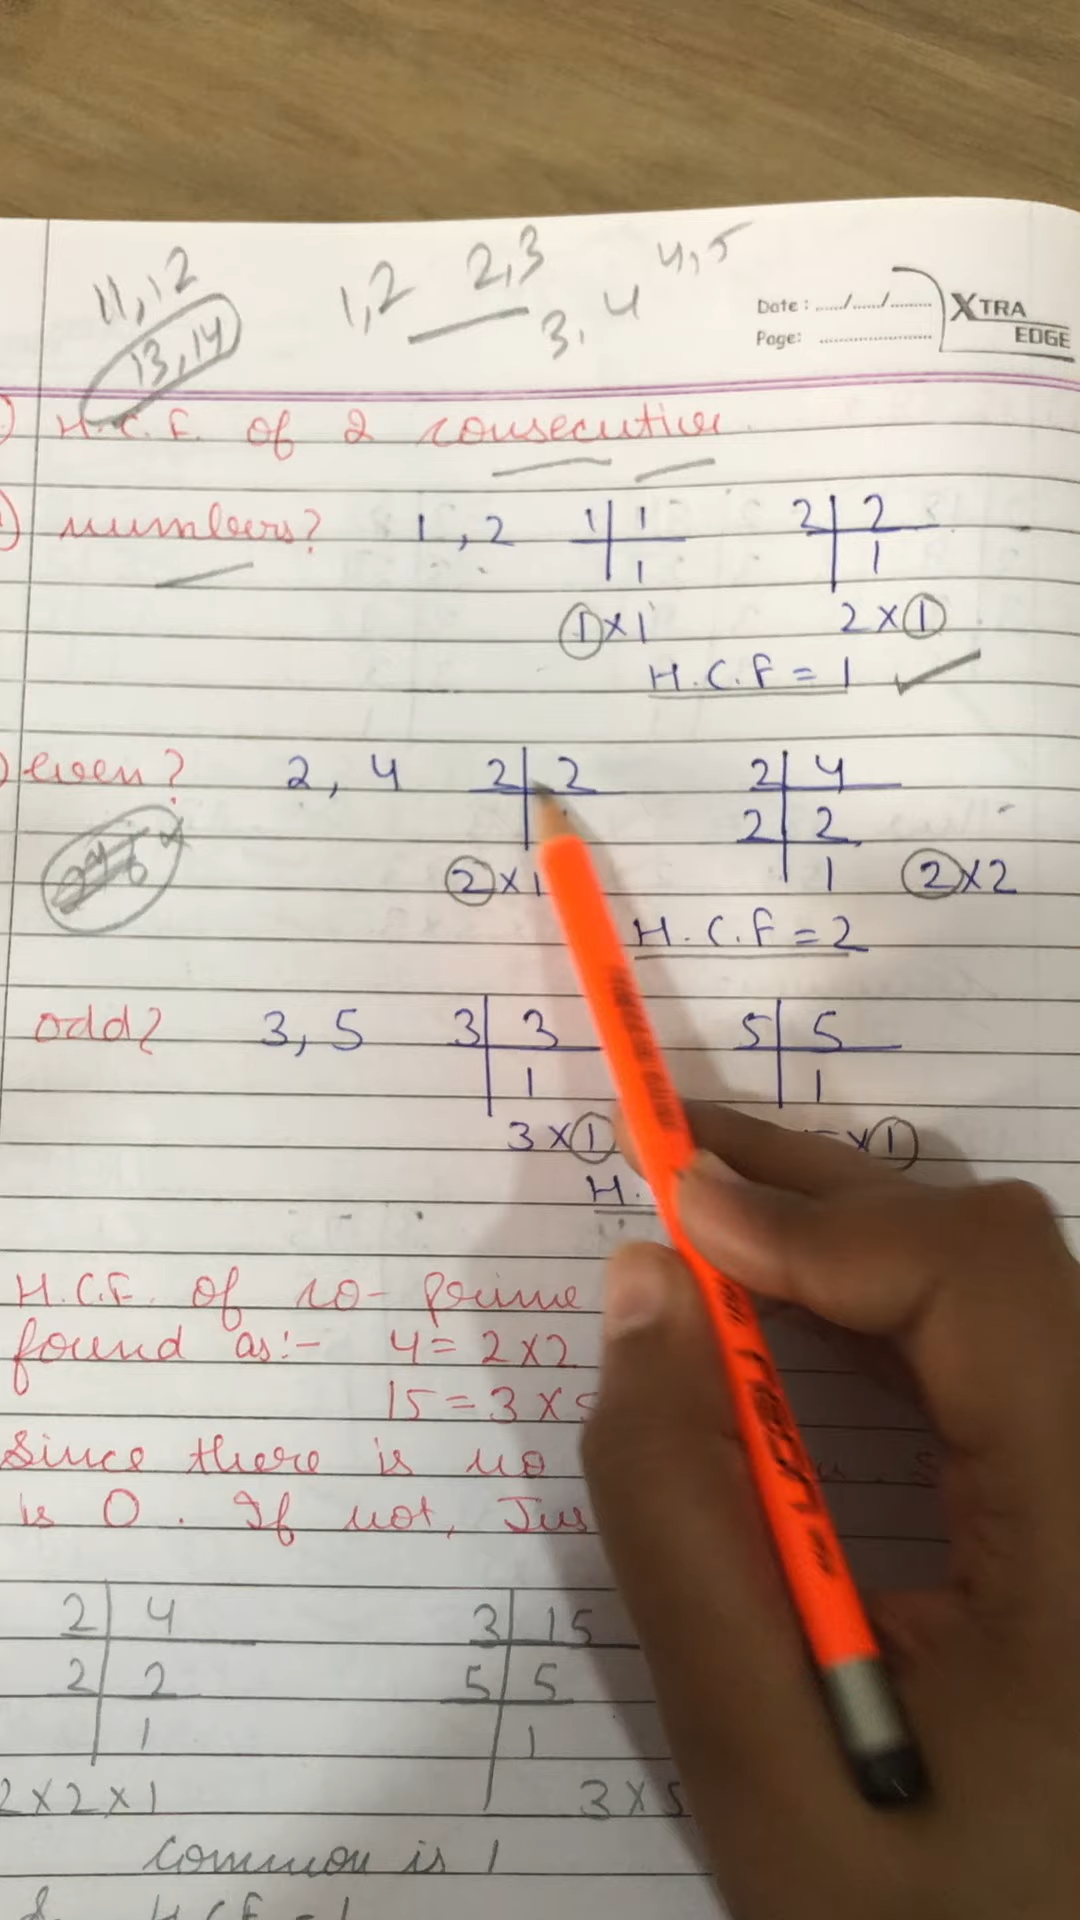 11,12 1,2 2,3 3,4 4,5
13,14
Date : ...../...../......... XTRA
Page: ............................ EDGE
H.C.F. of 2 consecutive
numbers? 1, 2 1 | 1 2 | 2
1 1
1 × 1 2 × 1
H.C.F = 1 ✓
even? 2, 4 2 | 2 2 | 4
2 | 2
2 × 1 1 2 × 2
H.C.F = 2
odd? 3, 5 3 | 3 5 | 5
1 1
3 × 1 × 1
H.
H.C.F. of co-prime
found as:- 4 = 2 × 2
15 = 3 × 5
Since there is no
is 0. If not, Jus
2 | 4 3 | 15
2 | 2 5 | 5
1 1
2 × 2 × 1 3 × 5
common is 1
H.C.F = 1